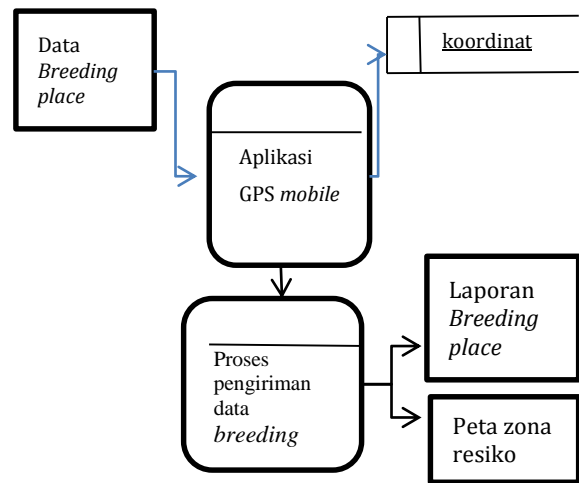 Data
Breeding
place
koordinat
Aplikasi
GPS mobile
Proses
pengiriman
data
breeding
Laporan
Breeding
place
Peta zona
resiko